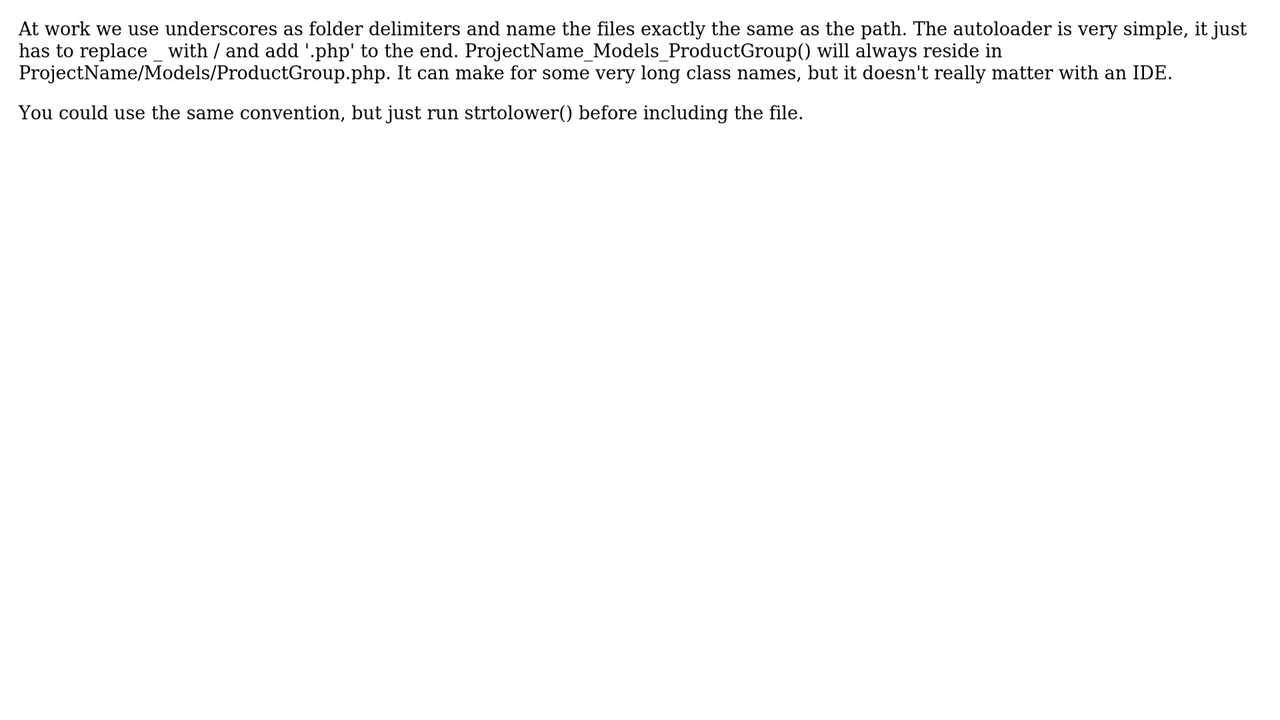 At work we use underscores as folder delimiters and name the files exactly the same as the path. The autoloader is very simple, it just
has to replace _ with / and add '.php' to the end. ProjectName_Models_ProductGroup() will always reside in
ProjectName/Models/ProductGroup.php. It can make for some very long class names, but it doesn't really matter with an IDE.
You could use the same convention, but just run strtolower() before including the file.